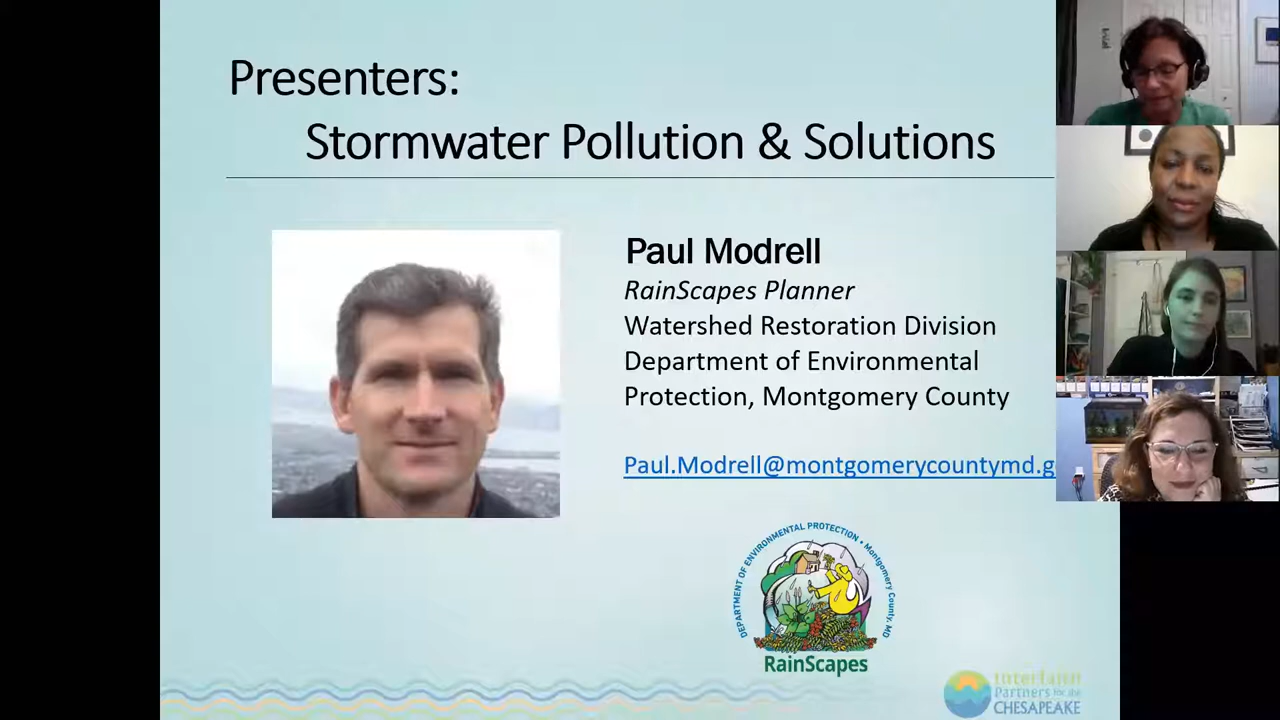 Presenters:
Stormwater Pollution & Solutions
Paul Modrell
RainScapes Planner
Watershed Restoration Division
Department of Environmental
Protection, Montgomery County
Paul.Modrell@montgomerycountymd.g
DEPARTMENT OF ENVIRONMENTAL PROTECTION • Montgomery County, MD
RainScapes
Interfaith
Partners for the
CHESAPEAKE